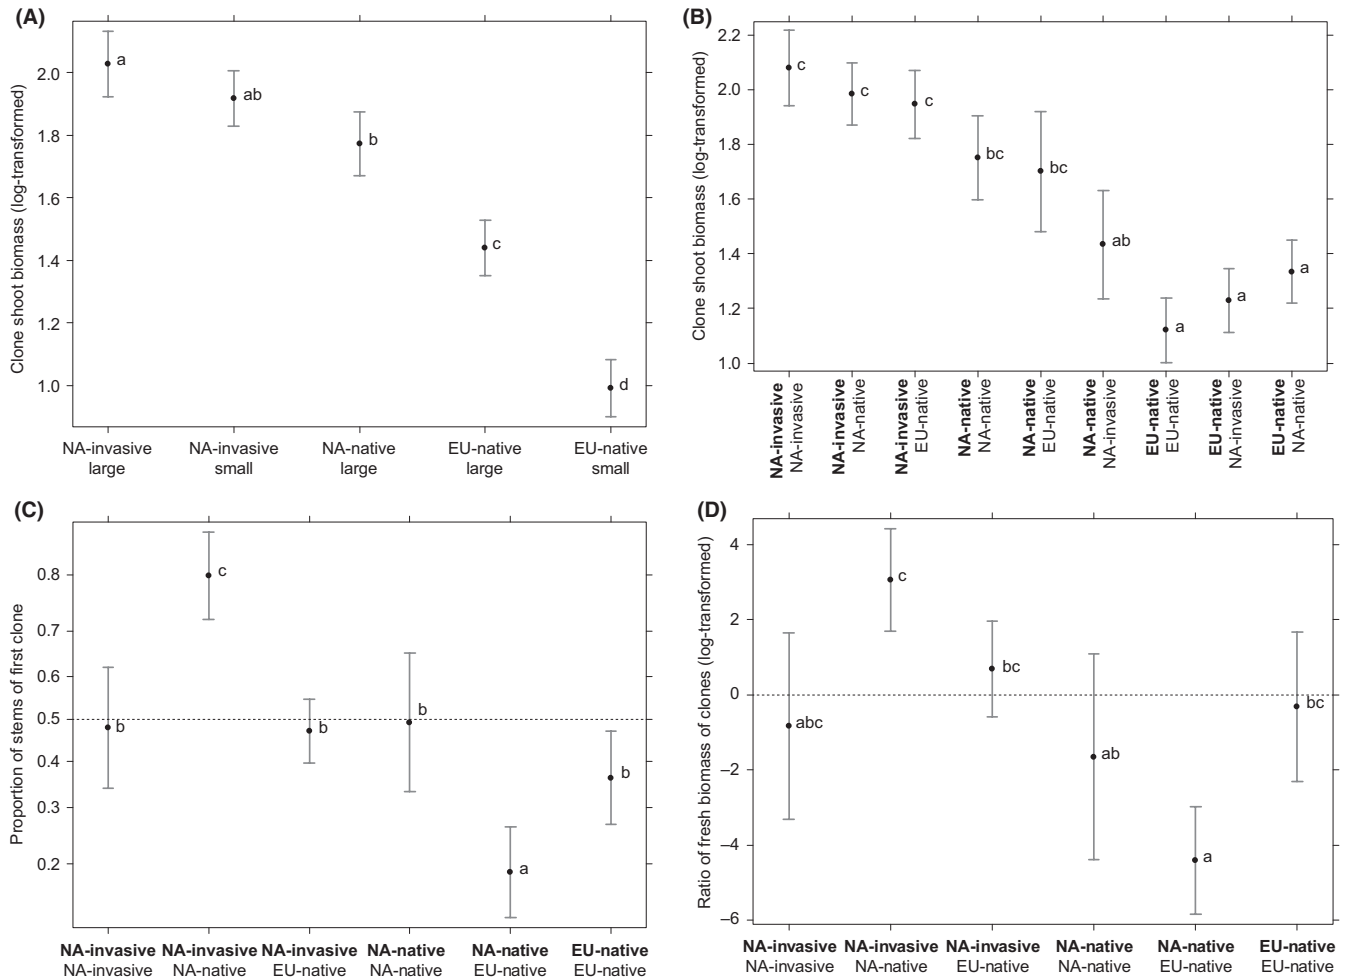 (A)
Clone shoot biomass (log-transformed)
2.0
1.8
1.6
1.4
1.2
1.0
a
ab
b
c
d
NA-invasive
large
NA-invasive
small
NA-native
large
EU-native
large
EU-native
small
(B)
Clone shoot biomass (log-transformed)
2.2
2.0
1.8
1.6
1.4
1.2
1.0
c
c
c
bc
bc
ab
a
a
a
NA-invasive
NA-invasive
NA-invasive
NA-native
NA-invasive
EU-native
NA-native
NA-native
NA-native
EU-native
NA-native
NA-invasive
EU-native
EU-native
EU-native
NA-invasive
EU-native
NA-native
(C)
Proportion of stems of first clone
0.8
0.7
0.6
0.5
0.4
0.3
0.2
b
c
b
b
a
b
NA-invasive
NA-invasive
NA-invasive
NA-native
NA-invasive
EU-native
NA-native
NA-native
NA-native
EU-native
EU-native
EU-native
(D)
Ratio of fresh biomass of clones (log-transformed)
4
2
0
–2
–4
–6
abc
c
bc
ab
a
bc
NA-invasive
NA-invasive
NA-invasive
NA-native
NA-invasive
EU-native
NA-native
NA-native
NA-native
EU-native
EU-native
EU-native